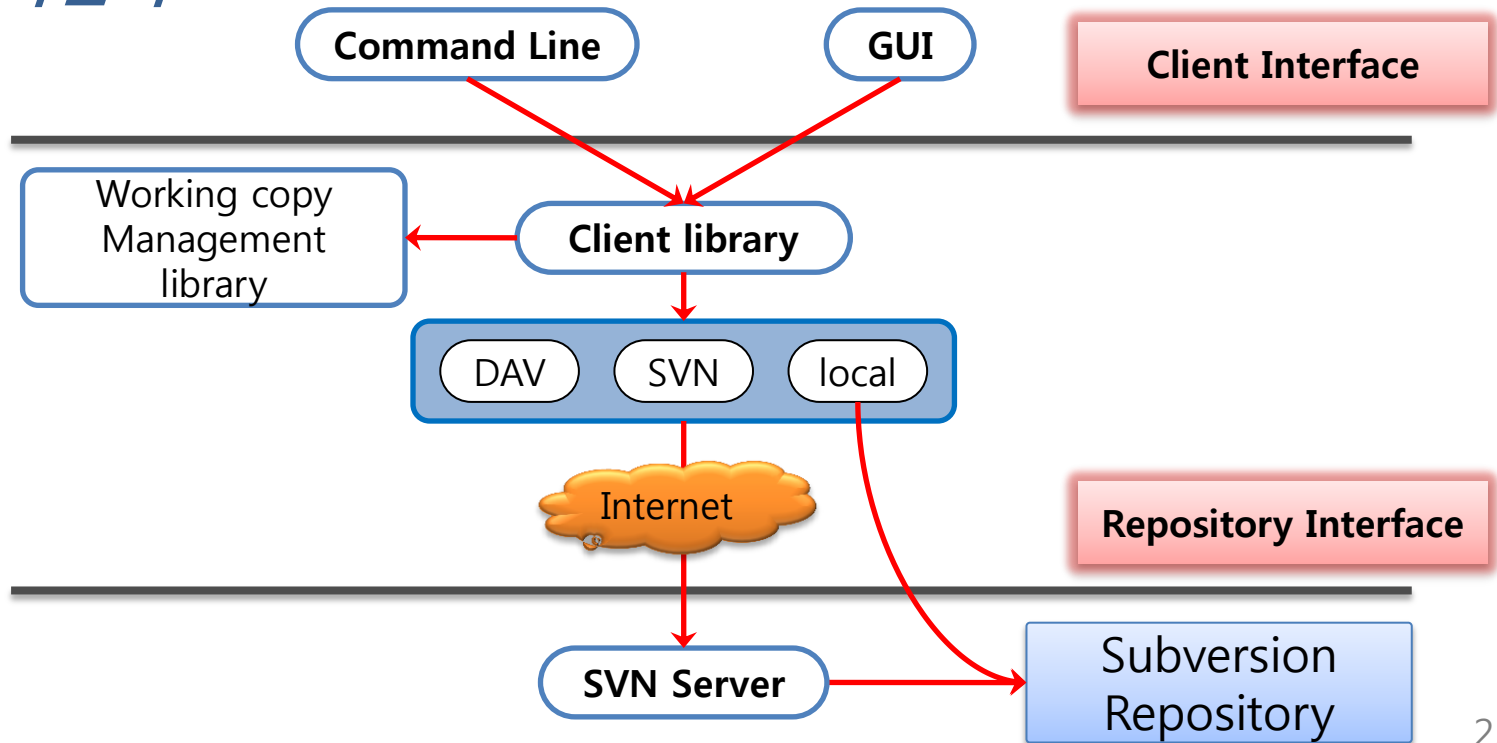 Command Line
GUI
Client Interface
Working copy
Management
library
Client library
DAV
SVN
local
Internet
Repository Interface
SVN Server
Subversion
Repository
2